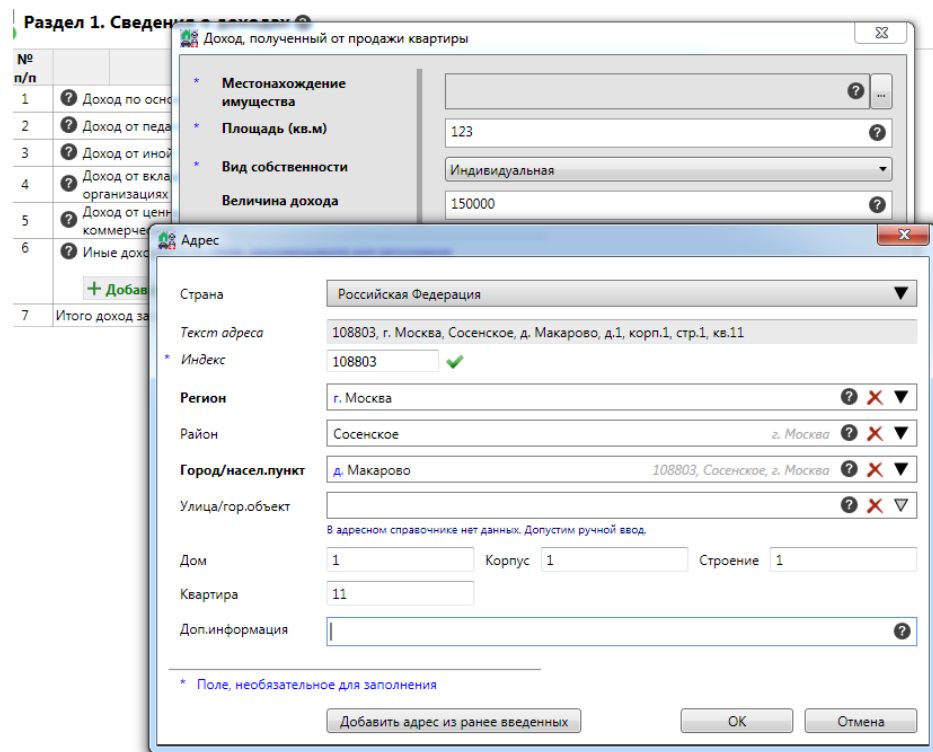 Раздел 1. Сведения о доходах ?
Доход, полученный от продажи квартиры
№
п/п
* Местонахождение
имущества
? ...
1 ? Доход по осно
* Площадь (кв.м) 123 ?
2 ? Доход от педа
3 ? Доход от иной
* Вид собственности Индивидуальная
4 ? Доход от вкла
организациях
Величина дохода 150000 ?
5 ? Доход от ценн
коммерчес
6 ? Иные дохо
+ Добав
7 Итого доход за
Адрес
Страна Российская Федерация
Текст адреса 108803, г. Москва, Сосенское, д. Макарово, д.1, корп.1, стр.1, кв.11
* Индекс 108803
Регион г. Москва ?
Район Сосенское г. Москва ?
Город/насел.пункт д. Макарово 108803, Сосенское, г. Москва ?
Улица/гор.объект ?
В адресном справочнике нет данных. Допустим ручной ввод.
Дом 1 Корпус 1 Строение 1
Квартира 11
Доп.информация ?
* Поле, необязательное для заполнения
Добавить адрес из ранее введенных OK Отмена